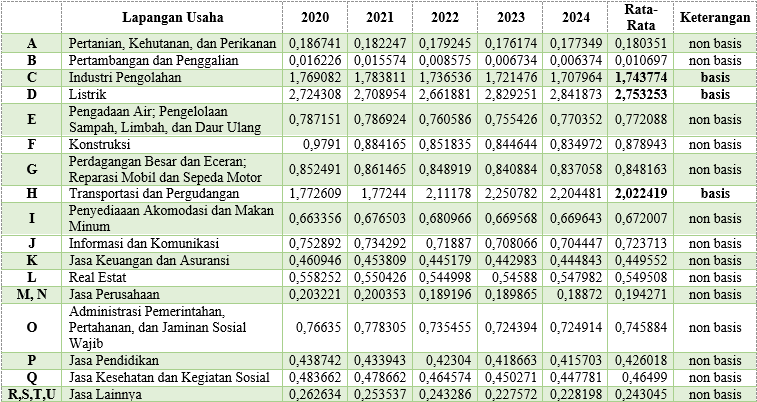 Lapangan Usaha 2020 2021 2022 2023 2024 Rata-Rata Keterangan
A Pertanian, Kehutanan, dan Perikanan 0,186741 0,182247 0,179245 0,176174 0,177349 0,180351 non basis
B Pertambangan dan Penggalian 0,016226 0,015574 0,008575 0,006734 0,006374 0,010697 non basis
C Industri Pengolahan 1,769082 1,783811 1,736536 1,721476 1,707964 1,743774 basis
D Listrik 2,724308 2,708954 2,661881 2,829251 2,841873 2,753253 basis
E Pengadaan Air; Pengelolaan Sampah, Limbah, dan Daur Ulang 0,787151 0,786924 0,760586 0,755426 0,770352 0,772088 non basis
F Konstruksi 0,9791 0,884165 0,851835 0,844644 0,834972 0,878943 non basis
G Perdagangan Besar dan Eceran; Reparasi Mobil dan Sepeda Motor 0,852491 0,861465 0,848919 0,840884 0,837058 0,848163 non basis
H Transportasi dan Pergudangan 1,772609 1,77244 2,11178 2,250782 2,204481 2,022419 basis
I Penyediaaan Akomodasi dan Makan Minum 0,663356 0,676503 0,680966 0,669568 0,669643 0,672007 non basis
J Informasi dan Komunikasi 0,752892 0,734292 0,71887 0,708066 0,704447 0,723713 non basis
K Jasa Keuangan dan Asuransi 0,460946 0,453809 0,445179 0,442983 0,444843 0,449552 non basis
L Real Estat 0,558252 0,550426 0,544998 0,54588 0,547982 0,549508 non basis
M, N Jasa Perusahaan 0,203221 0,200353 0,189196 0,189865 0,18872 0,194271 non basis
O Administrasi Pemerintahan, Pertahanan, dan Jaminan Sosial Wajib 0,76635 0,778305 0,735455 0,724394 0,724914 0,745884 non basis
P Jasa Pendidikan 0,438742 0,433943 0,42304 0,418663 0,415703 0,426018 non basis
Q Jasa Kesehatan dan Kegiatan Sosial 0,483662 0,478662 0,464574 0,450271 0,447781 0,46499 non basis
R,S,T,U Jasa Lainnya 0,262634 0,253537 0,243286 0,227572 0,228198 0,243045 non basis